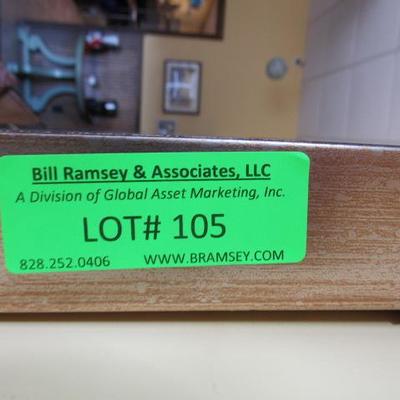 Bill Ramsey & Associates, LLC
A Division of Global Asset Marketing, Inc.
LOT# 105
828.252.0406 WWW.BRAMSEY.COM